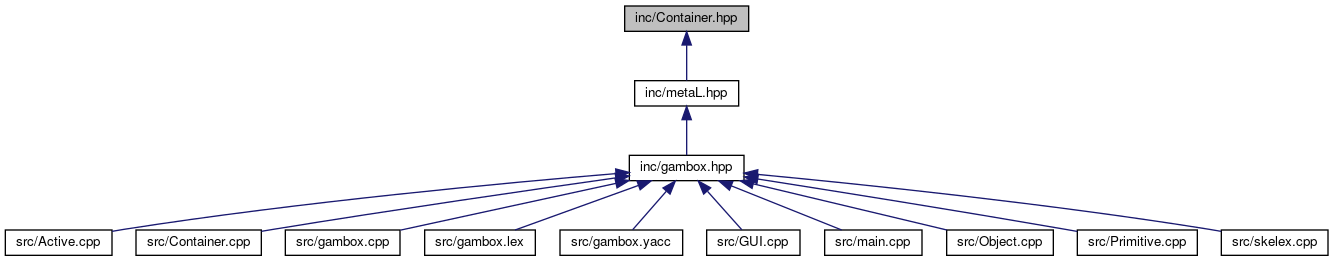 inc/Container.hpp
inc/metaL.hpp
inc/gambox.hpp
src/Active.cpp
src/Container.cpp
src/gambox.cpp
src/gambox.lex
src/gambox.yacc
src/GUI.cpp
src/main.cpp
src/Object.cpp
src/Primitive.cpp
src/skelex.cpp